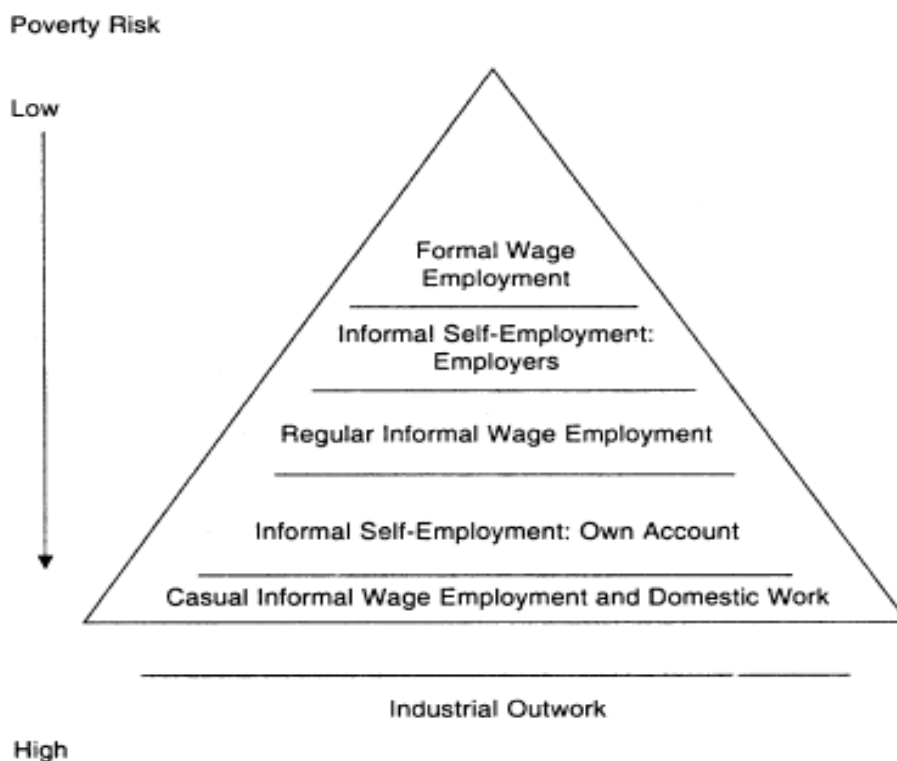 Poverty Risk
Low
Formal Wage
Employment
Informal Self-Employment:
Employers
Regular Informal Wage Employment
Informal Self-Employment: Own Account
Casual Informal Wage Employment and Domestic Work
Industrial Outwork
High